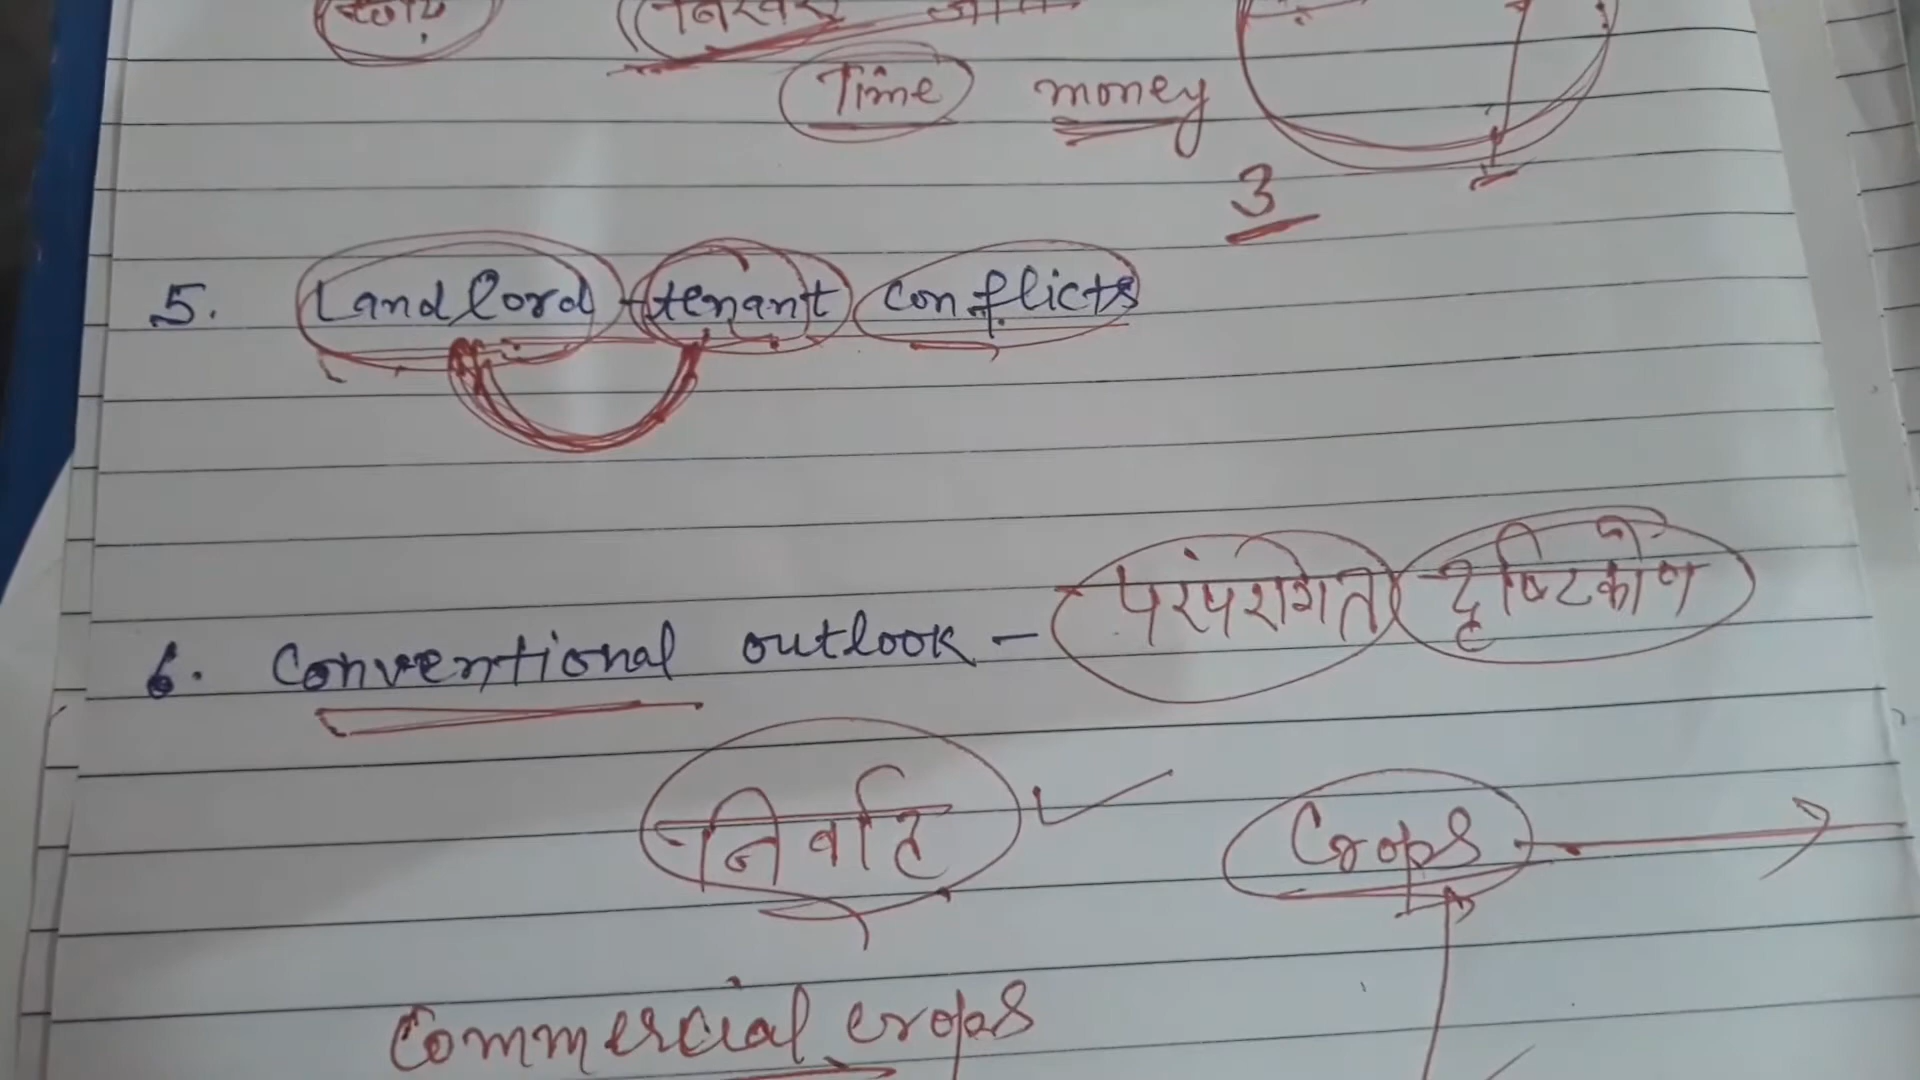 Time money
3
5. Landlord - tenant conflicts
6. Conventional outlook - परंपरागत दृष्टिकोण
निर्वाह Crops
Commercial crops